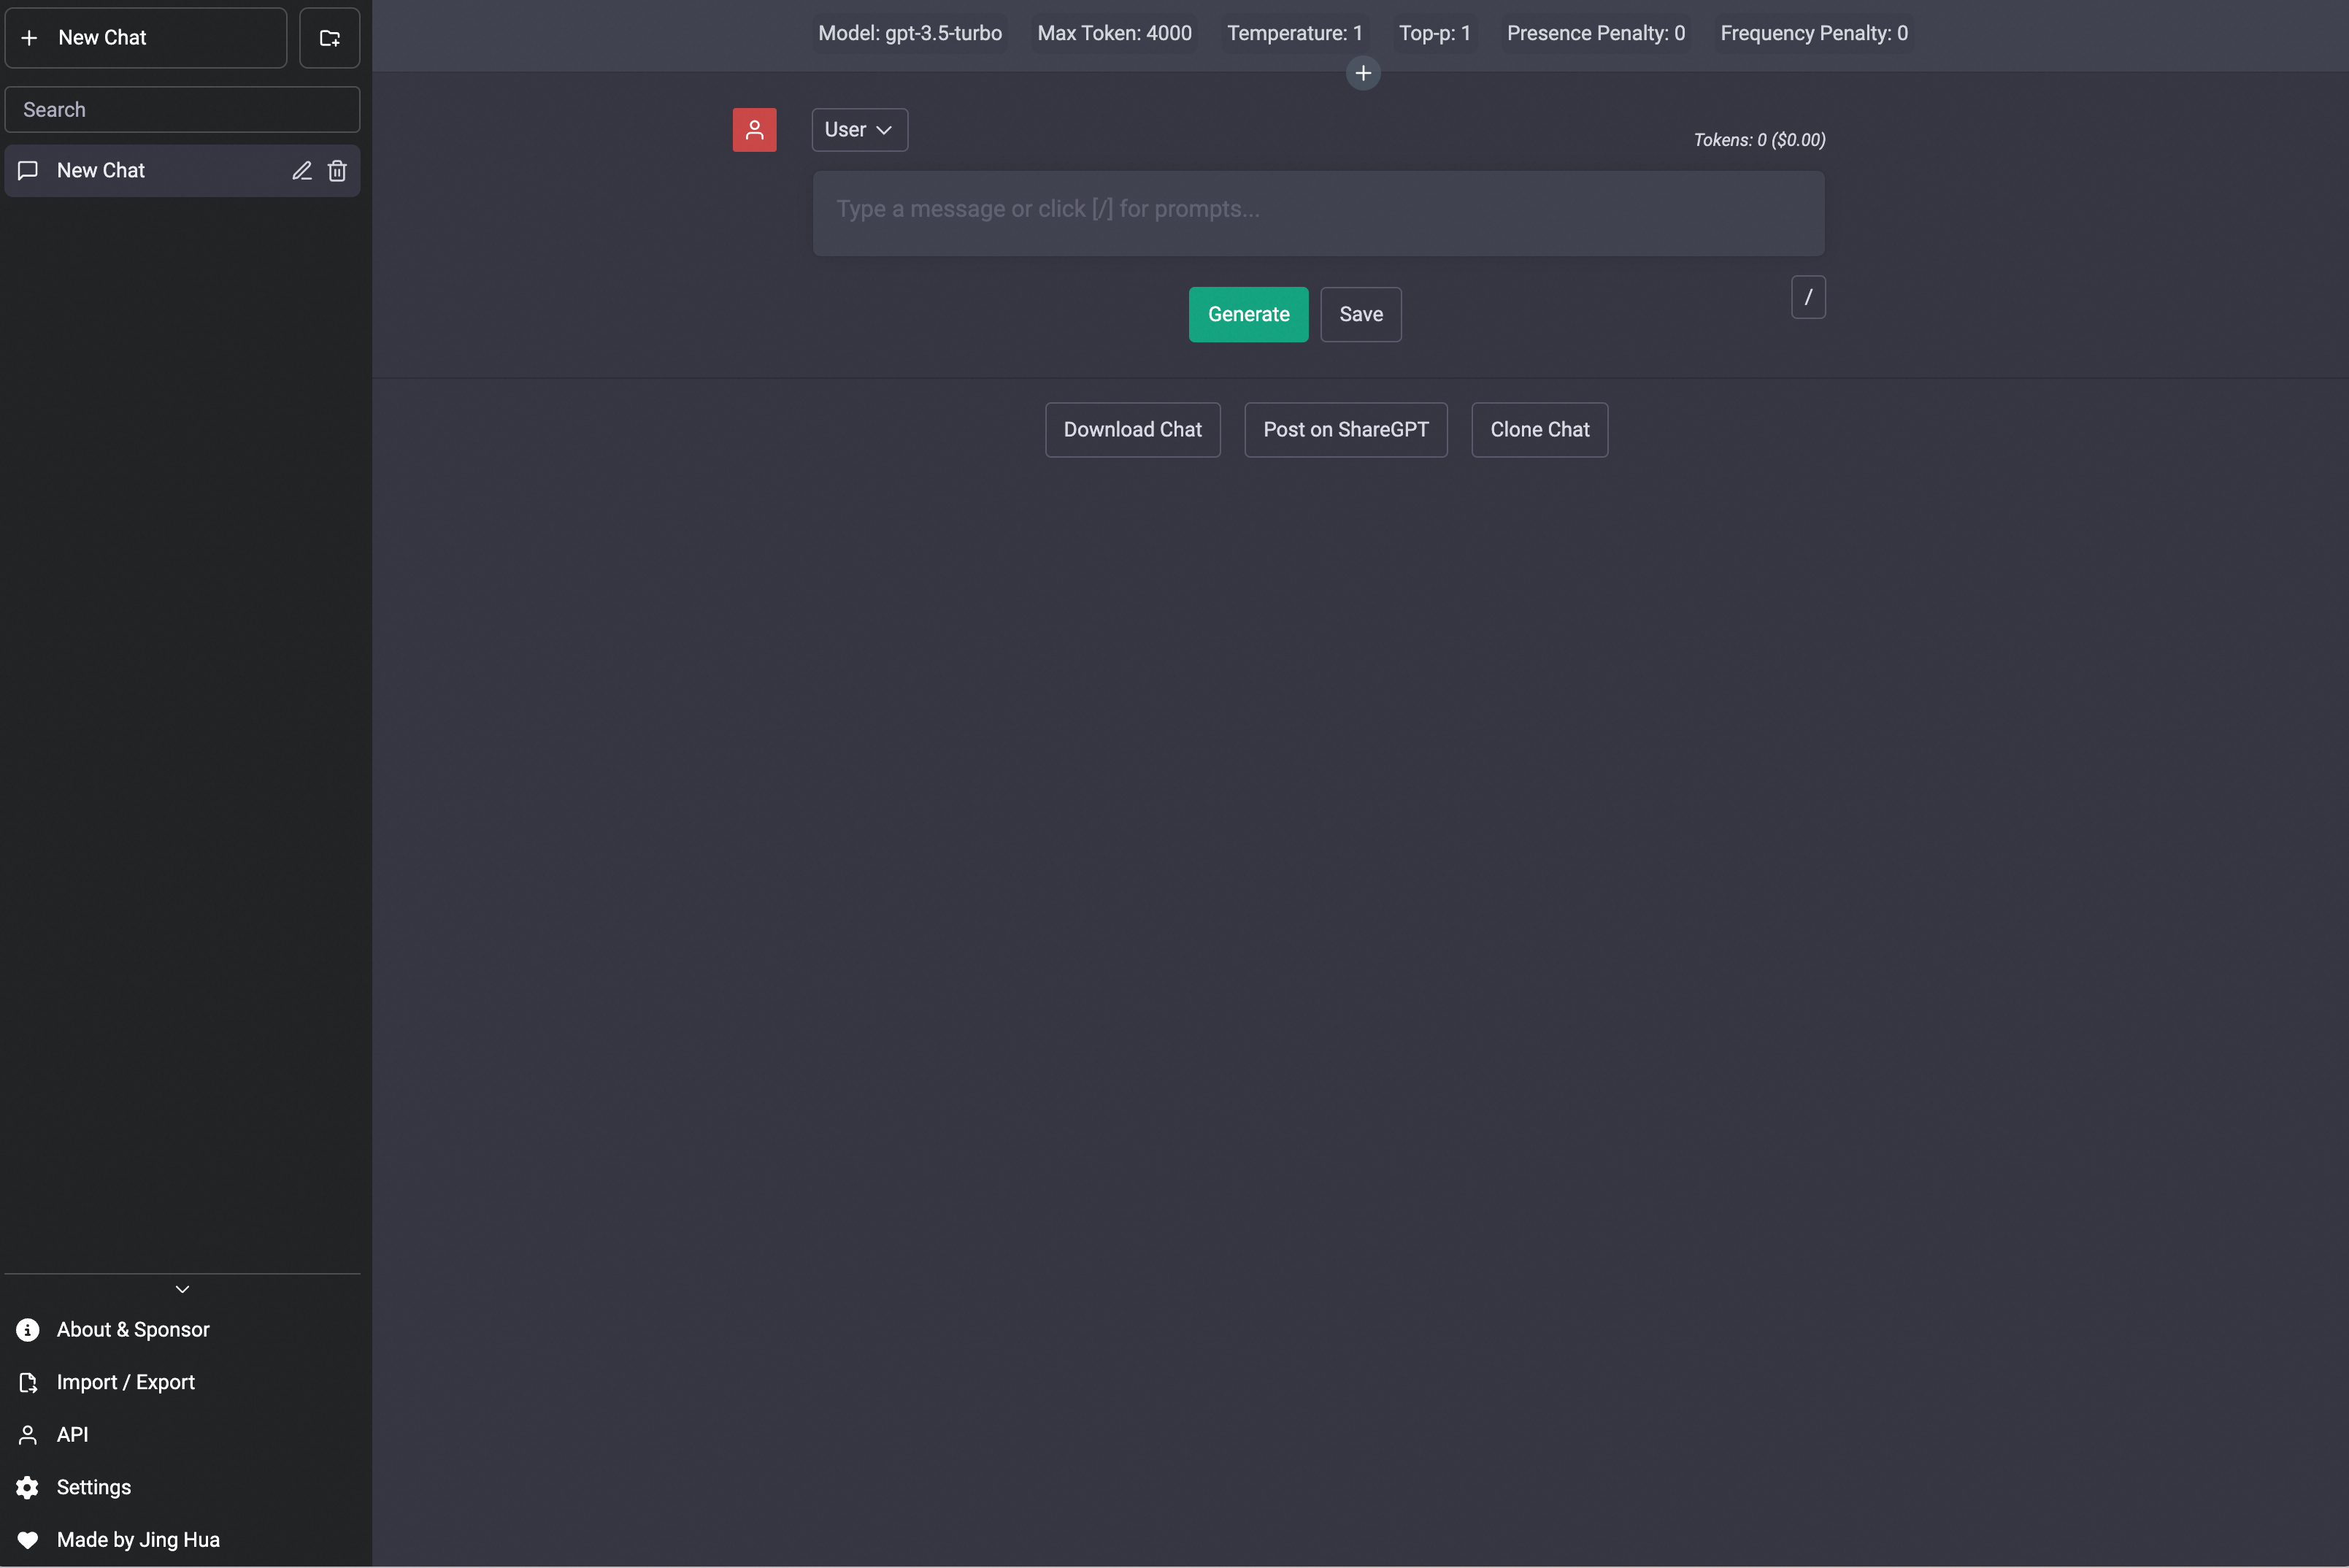 New Chat
Search
New Chat
About & Sponsor
Import / Export
API
Settings
Made by Jing Hua
Model: gpt-3.5-turbo Max Token: 4000 Temperature: 1 Top-p: 1 Presence Penalty: 0 Frequency Penalty: 0
User
Tokens: 0 ($0.00)
Type a message or click [/] for prompts...
/
Generate Save
Download Chat Post on ShareGPT Clone Chat